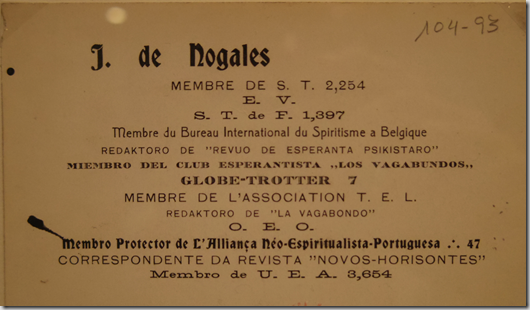 104-93
J. de Nogales
MEMBRE DE S. T. 2,254
E. V.
S. T. de F. 1,397
Membre du Bureau International du Spiritisme a Belgique
REDAKTORO DE "REVUO DE ESPERANTA PSIKISTARO"
MIEMBRO DEL CLUB ESPERANTISTA „LOS VAGABUNDOS„
GLOBE-TROTTER 7
MEMBRE DE L'ASSOCIATION T. E. L.
REDAKTORO DE "LA VAGABONDO"
O. E. O.
Membro Protector de L'Alliança Néo-Espiritualista-Portuguesa .·. 47
CORRESPONDENTE DA REVISTA "NOVOS-HORISONTES"
Membro de U. E. A. 3,654